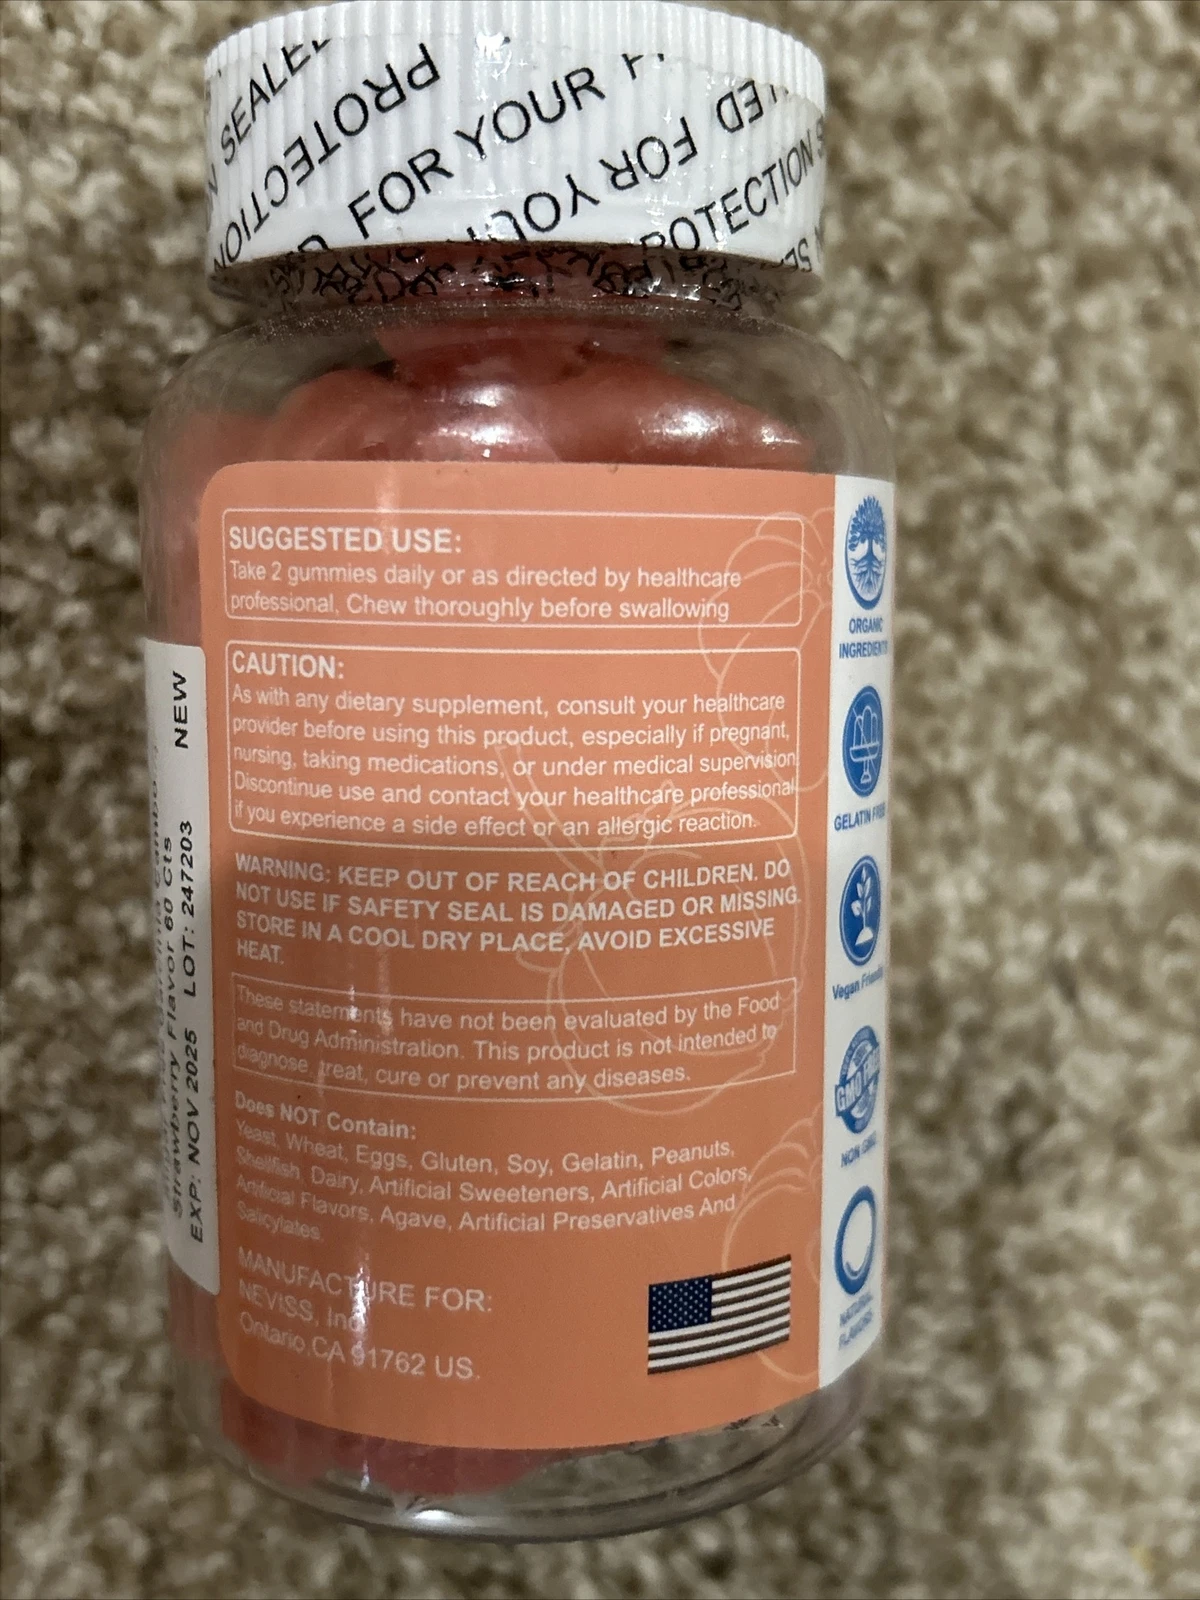 SEALED
PROTECTION
FOR YOUR
FOR YOUR
PROTECTION
SUGGESTED USE:
Take 2 gummies daily or as directed by healthcare
professional, Chew thoroughly before swallowing
CAUTION:
As with any dietary supplement, consult your healthcare
provider before using this product, especially if pregnant,
nursing, taking medications, or under medical supervision
Discontinue use and contact your healthcare professional
if you experience a side effect or an allergic reaction.
WARNING: KEEP OUT OF REACH OF CHILDREN. DO
NOT USE IF SAFETY SEAL IS DAMAGED OR MISSING.
STORE IN A COOL DRY PLACE, AVOID EXCESSIVE
HEAT.
These statements have not been evaluated by the Food
and Drug Administration. This product is not intended to
diagnose, treat, cure or prevent any diseases.
Does NOT Contain:
Yeast, Wheat, Eggs, Gluten, Soy, Gelatin, Peanuts,
Shellfish, Dairy, Artificial Sweeteners, Artificial Colors,
Artificial Flavors, Agave, Artificial Preservatives And
Salicylates.
MANUFACTURE FOR:
NEVISS, Inc
Ontario,CA 91762 US.
Strawberry Flavor 60 Cts
EXP: NOV 2025 LOT: 247203 NEW
ORGANIC
INGREDIENTS
GELATIN FREE
Vegan Friendly
GMO FREE
NON GMO
NATURAL
FLAVORS